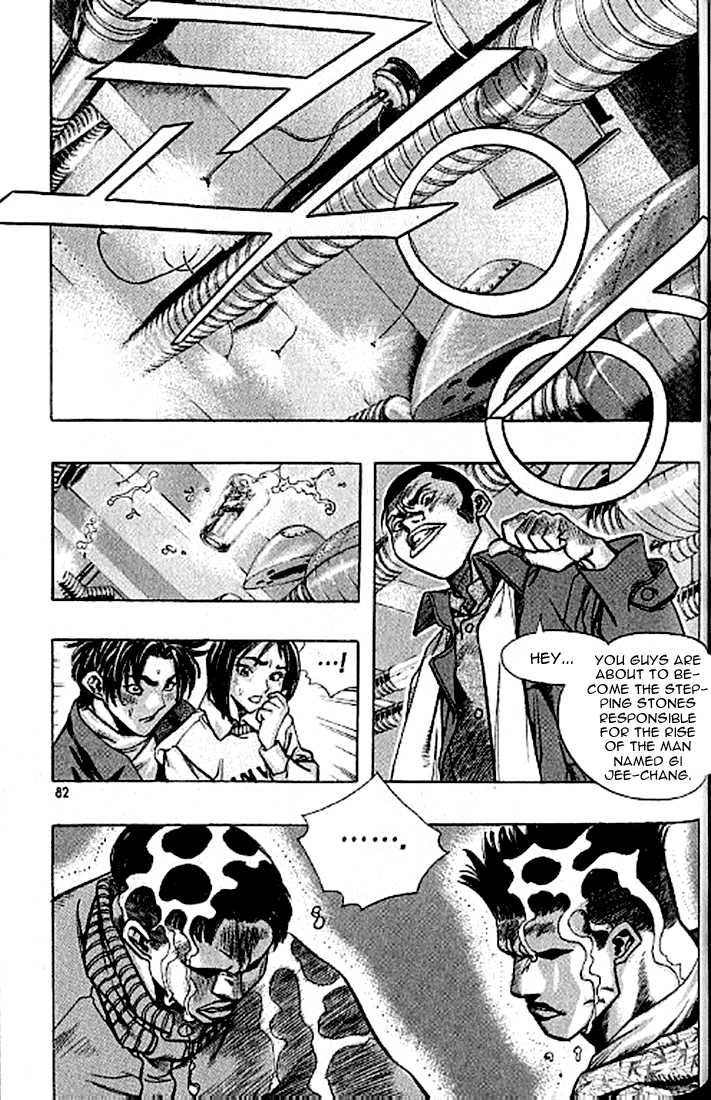 ...!
HEY...
YOU GUYS ARE
ABOUT TO BE-
COME THE STEP-
PING STONES
RESPONSIBLE
FOR THE RISE
OF THE MAN
NAMED GI
JEE-CHANG.
82
.......